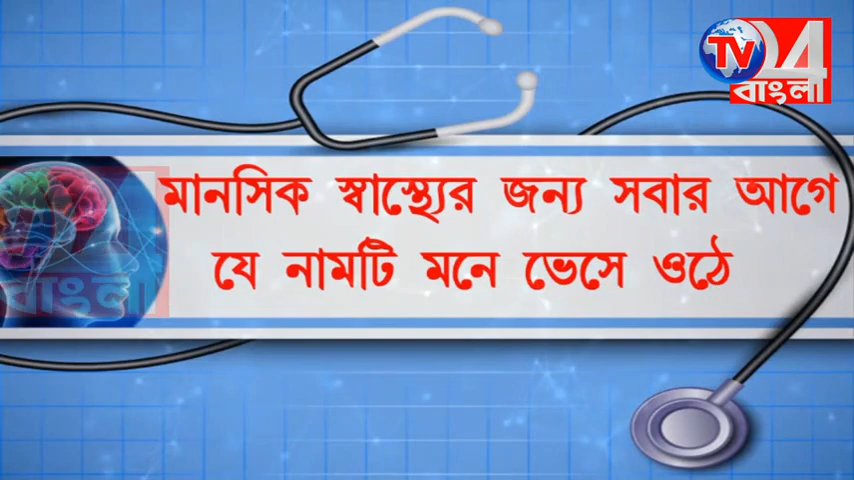 TV 24
বাংলা
মানসিক স্বাস্থ্যের জন্য সবার আগে
যে নামটি মনে ভেসে ওঠে
বাংলা